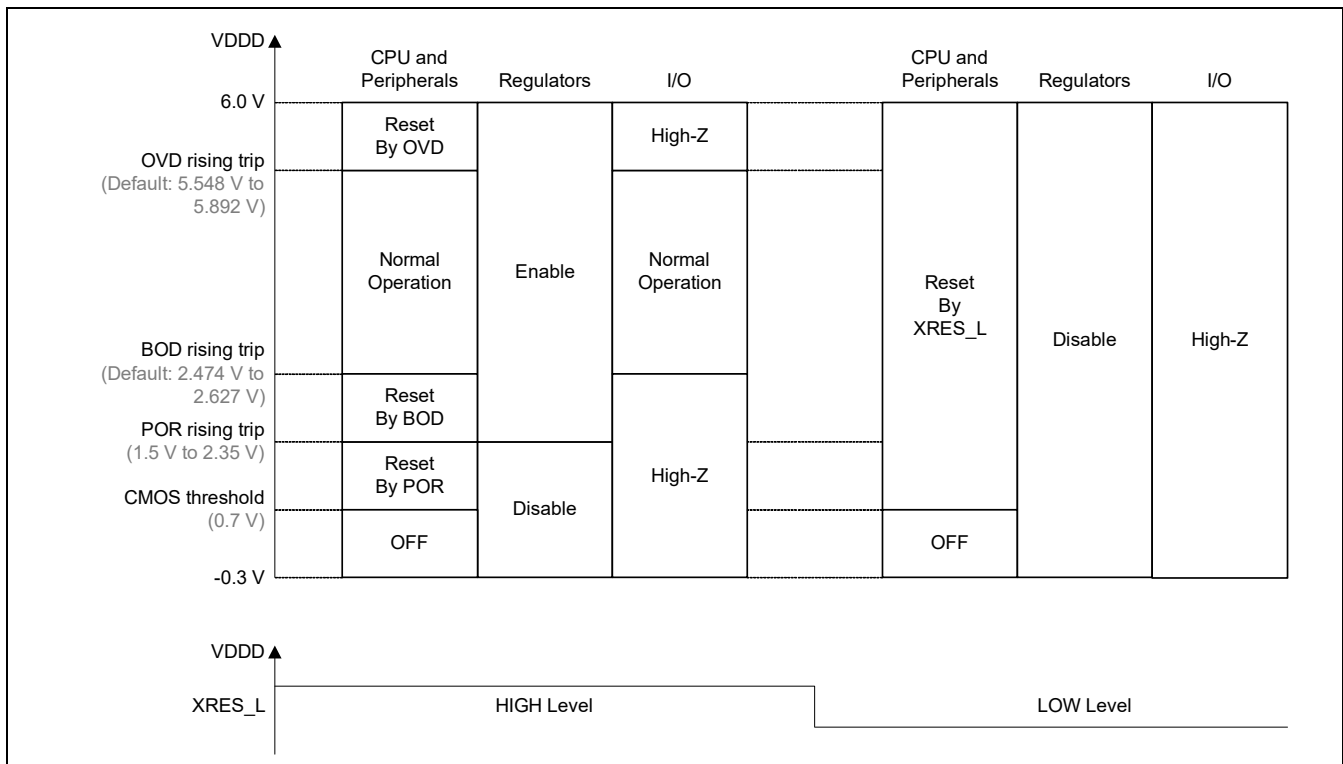 VDDD
CPU and
Peripherals
Regulators
I/O
CPU and
Peripherals
Regulators
I/O
6.0 V
Reset
By OVD
High-Z
OVD rising trip
(Default: 5.548 V to
5.892 V)
Normal
Operation
Enable
Normal
Operation
Reset
By
XRES_L
Disable
High-Z
BOD rising trip
(Default: 2.474 V to
2.627 V)
Reset
By BOD
POR rising trip
(1.5 V to 2.35 V)
Reset
By POR
High-Z
CMOS threshold
(0.7 V)
Disable
OFF
OFF
-0.3 V
VDDD
XRES_L
HIGH Level
LOW Level